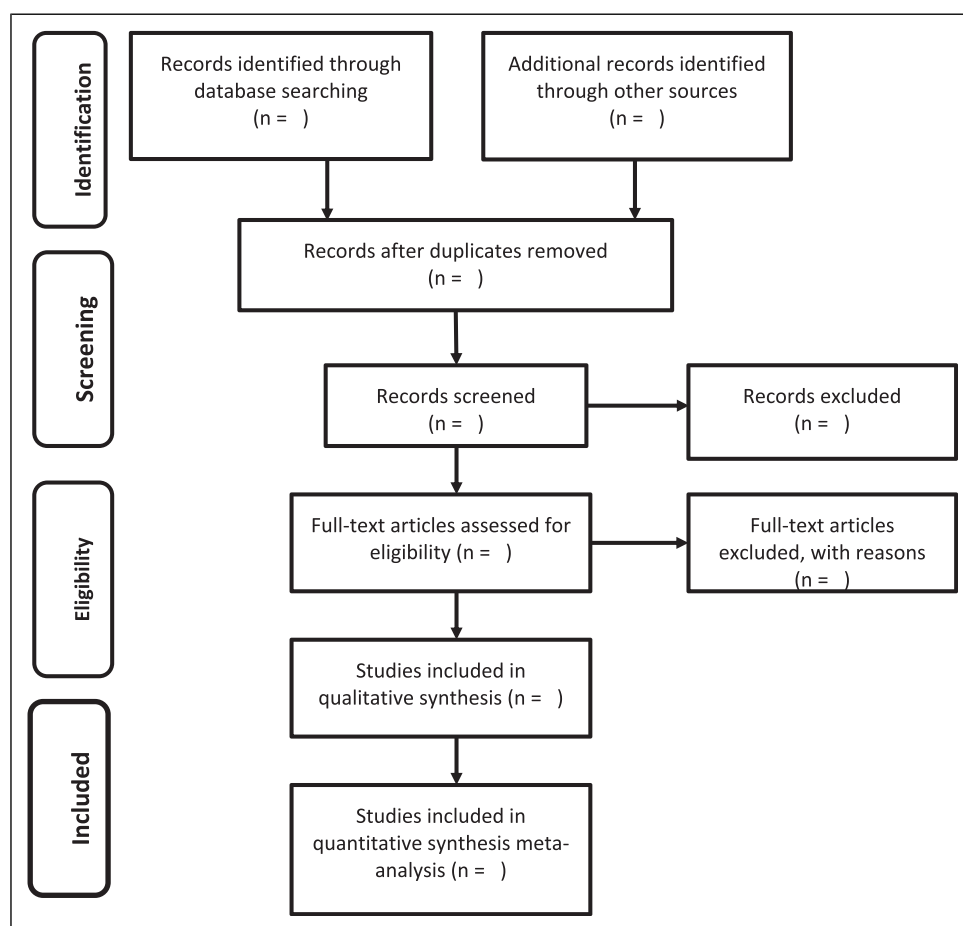 Identification
Records identified through
database searching
(n =   )
Additional records identified
through other sources
(n =   )
Records after duplicates removed
(n =   )
Screening
Records screened
(n =   )
Records excluded
(n =   )
Eligibility
Full-text articles assessed for
eligibility (n =   )
Full-text articles
excluded, with reasons
(n =   )
Studies included in
qualitative synthesis (n =   )
Included
Studies included in
quantitative synthesis meta-
analysis (n =   )